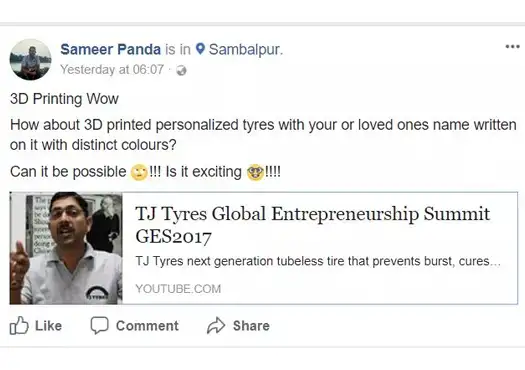 Sameer Panda is in Sambalpur.
Yesterday at 06:07 ·
3D Printing Wow
How about 3D printed personalized tyres with your or loved ones name written
on it with distinct colours?
Can it be possible 🙄!!! Is it exciting 🤓!!!!
TJ Tyres Global Entrepreneurship Summit
GES2017
TJ Tyres next generation tubeless tire that prevents burst, cures...
YOUTUBE.COM
Like Comment Share